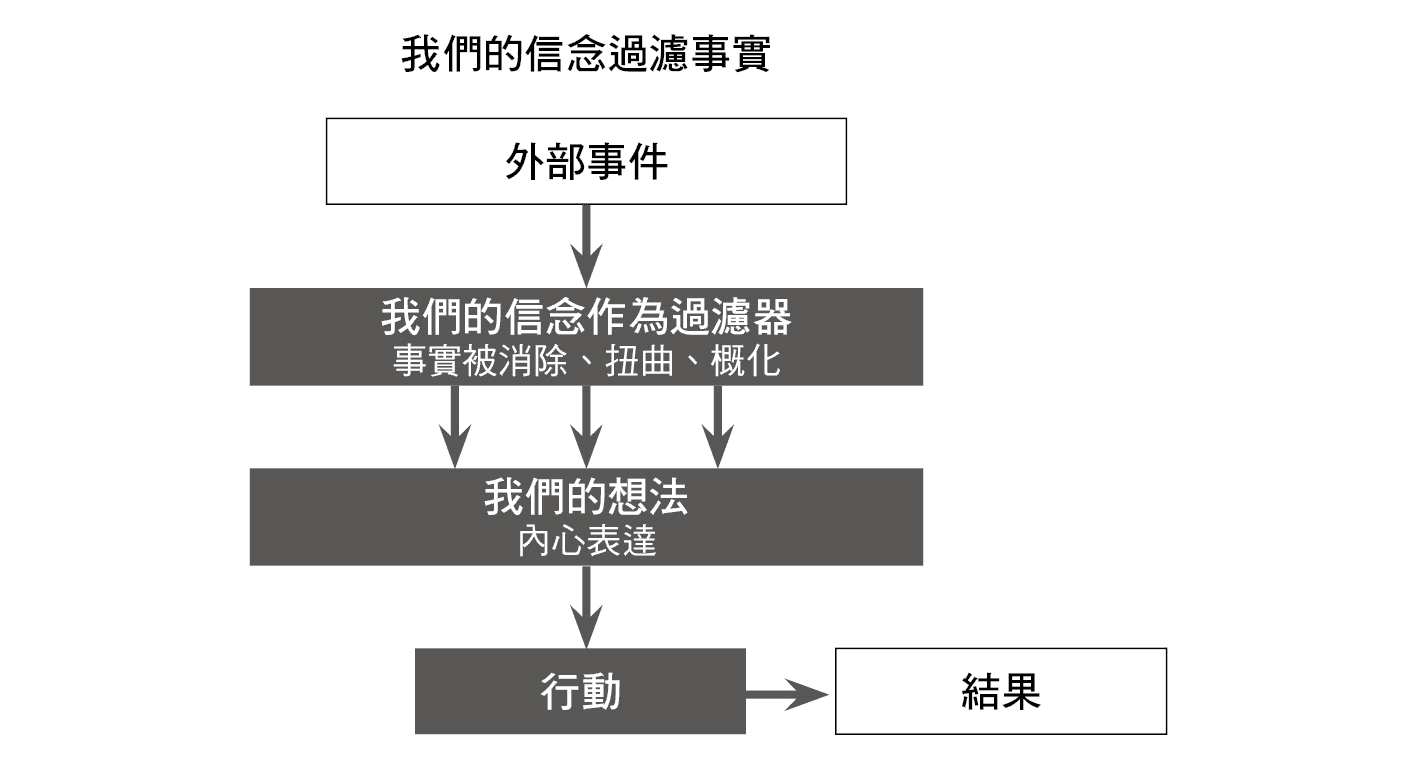 我們的信念過濾事實
外部事件
我們的信念作為過濾器
事實被消除、扭曲、概化
我們的想法
內心表達
行動
結果